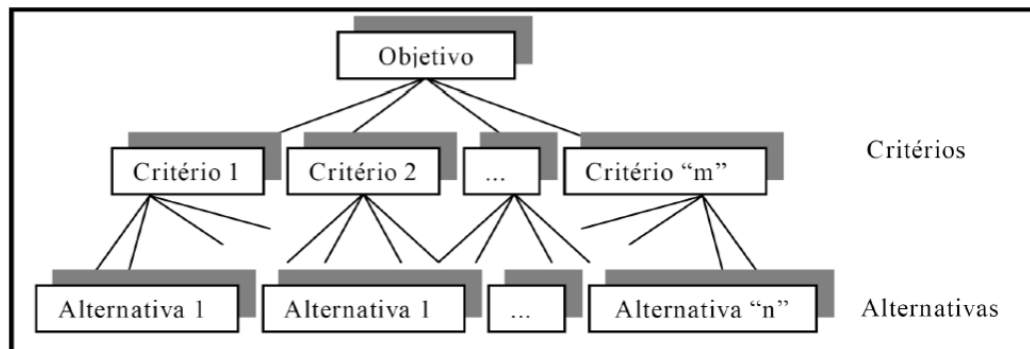 Objetivo
Critério 1 Critério 2 ... Critério “m” Critérios
Alternativa 1 Alternativa 1 ... Alternativa “n” Alternativas